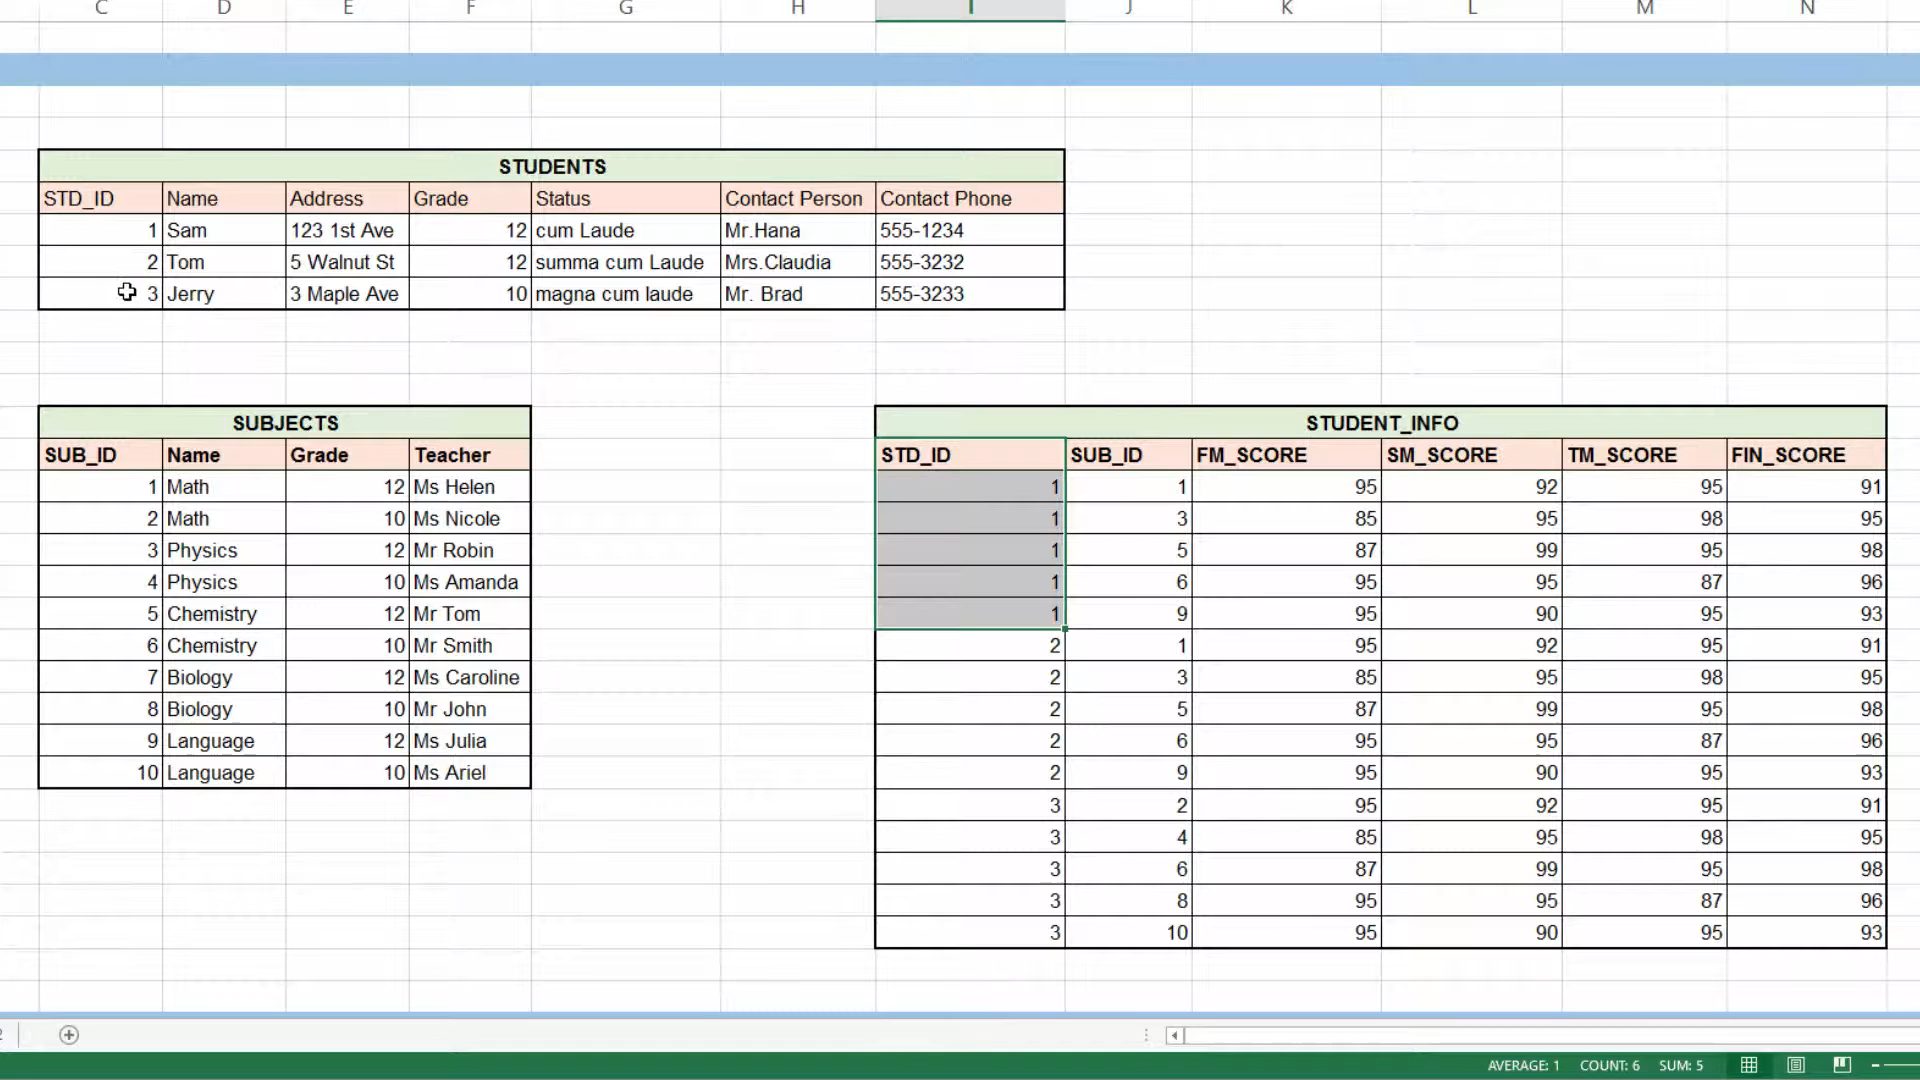 C D E F G H I J K L M N
STUDENTS
STD_ID Name Address Grade Status Contact Person Contact Phone
1 Sam 123 1st Ave 12 cum Laude Mr.Hana 555-1234
2 Tom 5 Walnut St 12 summa cum Laude Mrs.Claudia 555-3232
3 Jerry 3 Maple Ave 10 magna cum laude Mr. Brad 555-3233
SUBJECTS
SUB_ID Name Grade Teacher
1 Math 12 Ms Helen
2 Math 10 Ms Nicole
3 Physics 12 Mr Robin
4 Physics 10 Ms Amanda
5 Chemistry 12 Mr Tom
6 Chemistry 10 Mr Smith
7 Biology 12 Ms Caroline
8 Biology 10 Mr John
9 Language 12 Ms Julia
10 Language 10 Ms Ariel
STUDENT_INFO
STD_ID SUB_ID FM_SCORE SM_SCORE TM_SCORE FIN_SCORE
1 1 95 92 95 91
1 3 85 95 98 95
1 5 87 99 95 98
1 6 95 95 87 96
1 9 95 90 95 93
2 1 95 92 95 91
2 3 85 95 98 95
2 5 87 99 95 98
2 6 95 95 87 96
2 9 95 90 95 93
3 2 95 92 95 91
3 4 85 95 98 95
3 6 87 99 95 98
3 8 95 95 87 96
3 10 95 90 95 93
AVERAGE: 1 COUNT: 6 SUM: 5